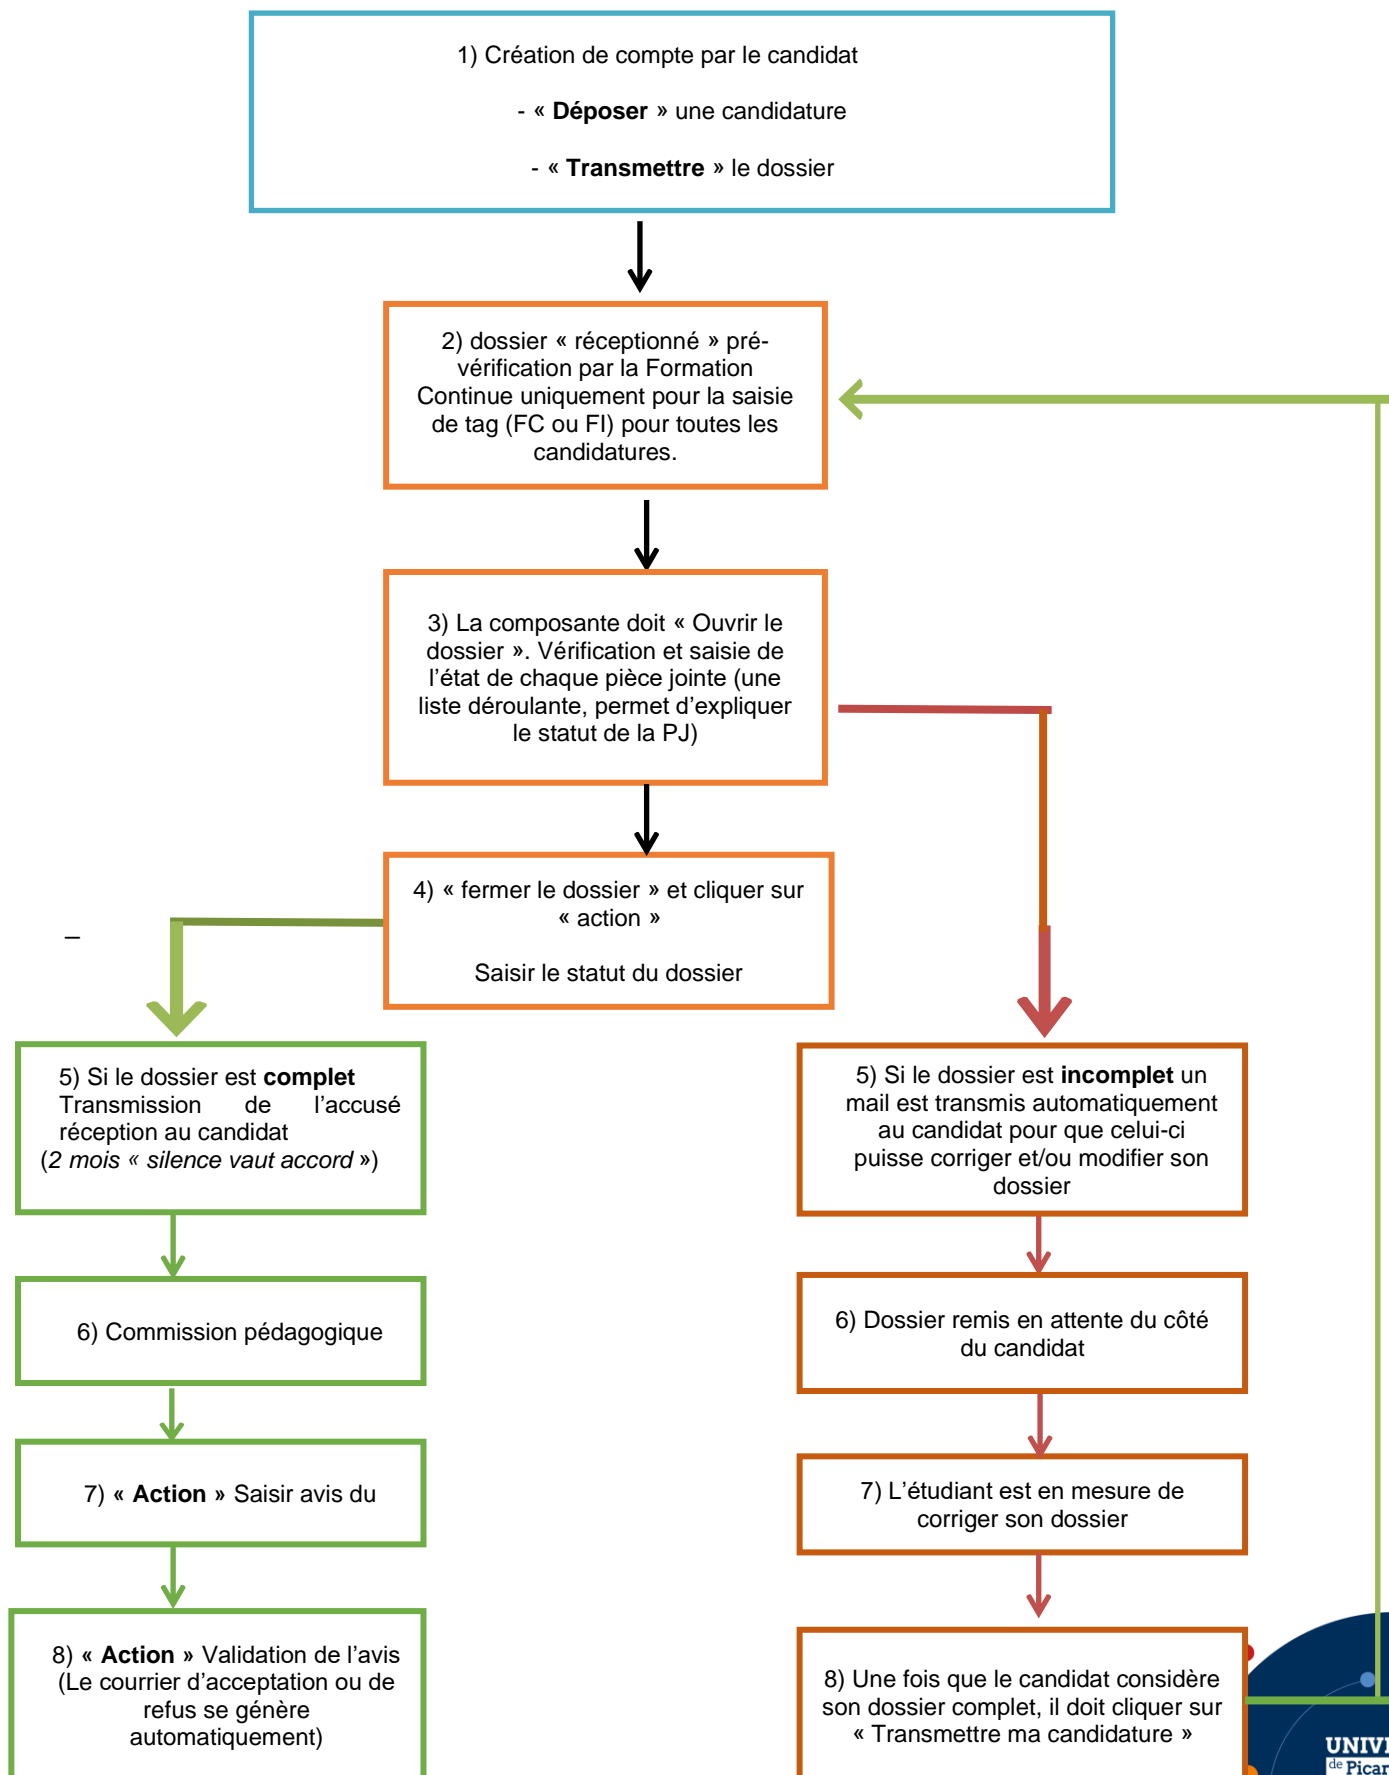 1) Création de compte par le candidat
- « Déposer » une candidature
- « Transmettre » le dossier
2) dossier « réceptionné » pré-
vérification par la Formation
Continue uniquement pour la saisie
de tag (FC ou FI) pour toutes les
candidatures.
3) La composante doit « Ouvrir le
dossier ». Vérification et saisie de
l’état de chaque pièce jointe (une
liste déroulante, permet d’expliquer
le statut de la PJ)
4) « fermer le dossier » et cliquer sur
« action »
Saisir le statut du dossier
–
5) Si le dossier est complet
Transmission de l’accusé
réception au candidat
(2 mois « silence vaut accord »)
6) Commission pédagogique
7) « Action » Saisir avis du
8) « Action » Validation de l’avis
(Le courrier d’acceptation ou de
refus se génère
automatiquement)
5) Si le dossier est incomplet un
mail est transmis automatiquement
au candidat pour que celui-ci
puisse corriger et/ou modifier son
dossier
6) Dossier remis en attente du côté
du candidat
7) L’étudiant est en mesure de
corriger son dossier
8) Une fois que le candidat considère
son dossier complet, il doit cliquer sur
« Transmettre ma candidature »
UNIVE
de Picar